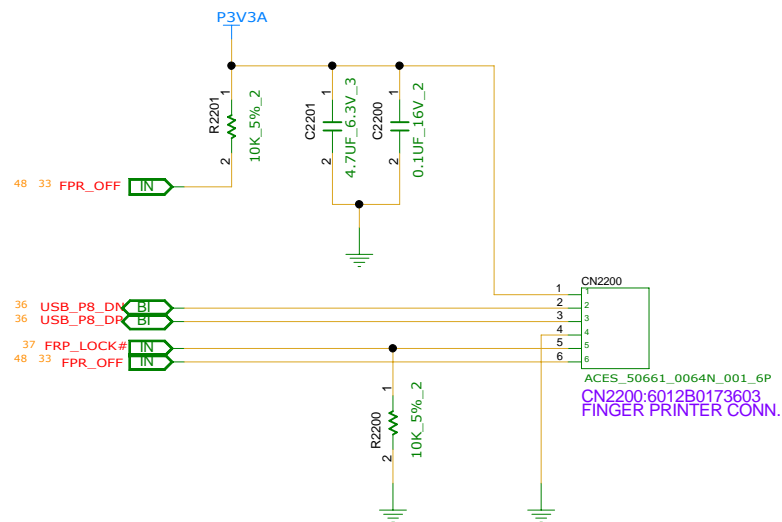 P3V3A
1
R2201
10K_5%_2
2
1
C2201
4.7UF_6.3V_3
2
1
C2200
0.1UF_16V_2
2
48 33 FPR_OFF IN
CN2200
1 1
36 USB_P8_DN BI 2 2
36 USB_P8_DP BI 3 3
4 4
37 FRP_LOCK# IN 5 5
48 33 FPR_OFF IN 6 6
ACES_50661_0064N_001_6P
CN2200:6012B0173603
FINGER PRINTER CONN.
1
R2200
10K_5%_2
2